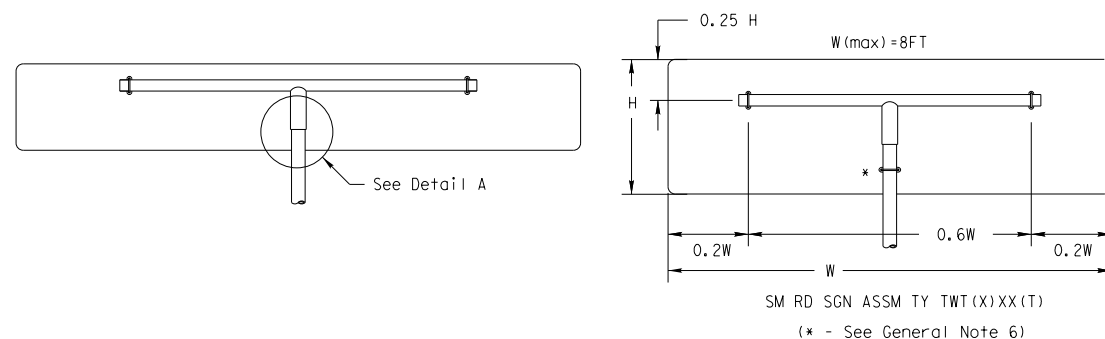 0.25 H
W(max)=8FT
H
See Detail A
*
0.2W
0.6W
0.2W
W
SM RD SGN ASSM TY TWT(X)XX(T)
(* - See General Note 6)